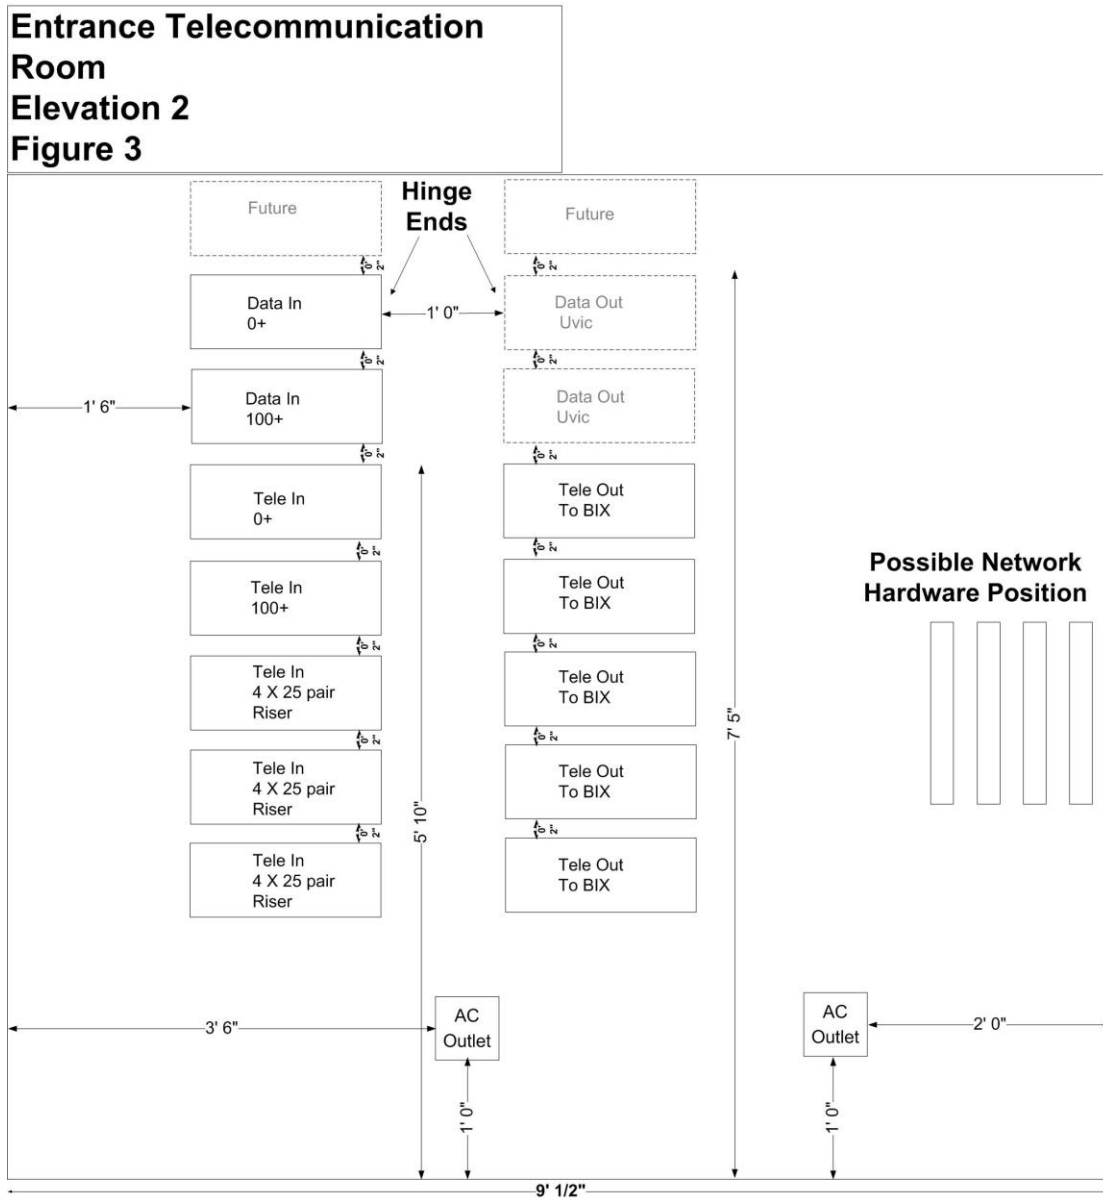 Entrance Telecommunication
Room
Elevation 2
Figure 3
Future
Hinge
Ends
Future
0' 2"
0' 2"
Data In
0+
1' 0"
Data Out
Uvic
0' 2"
0' 2"
1' 6"
Data In
100+
Data Out
Uvic
0' 2"
0' 2"
Tele In
0+
Tele Out
To BIX
0' 2"
0' 2"
Tele In
100+
Tele Out
To BIX
Possible Network
Hardware Position
0' 2"
0' 2"
Tele In
4 X 25 pair
Riser
Tele Out
To BIX
7' 5"
0' 2"
0' 2"
Tele In
4 X 25 pair
Riser
Tele Out
To BIX
5' 10"
0' 2"
0' 2"
Tele In
4 X 25 pair
Riser
Tele Out
To BIX
3' 6"
AC
Outlet
AC
Outlet
2' 0"
1' 0"
1' 0"
9' 1/2"